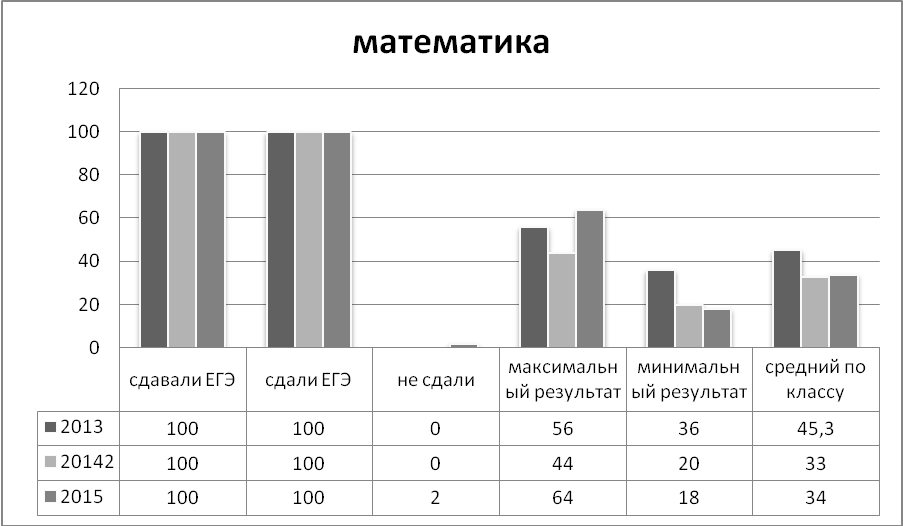 математика
120
100
80
60
40
20
0
сдавали ЕГЭ сдали ЕГЭ не сдали максимальн минимальн средний по
ый результат ый результат классу
2013 100 100 0 56 36 45,3
20142 100 100 0 44 20 33
2015 100 100 2 64 18 34